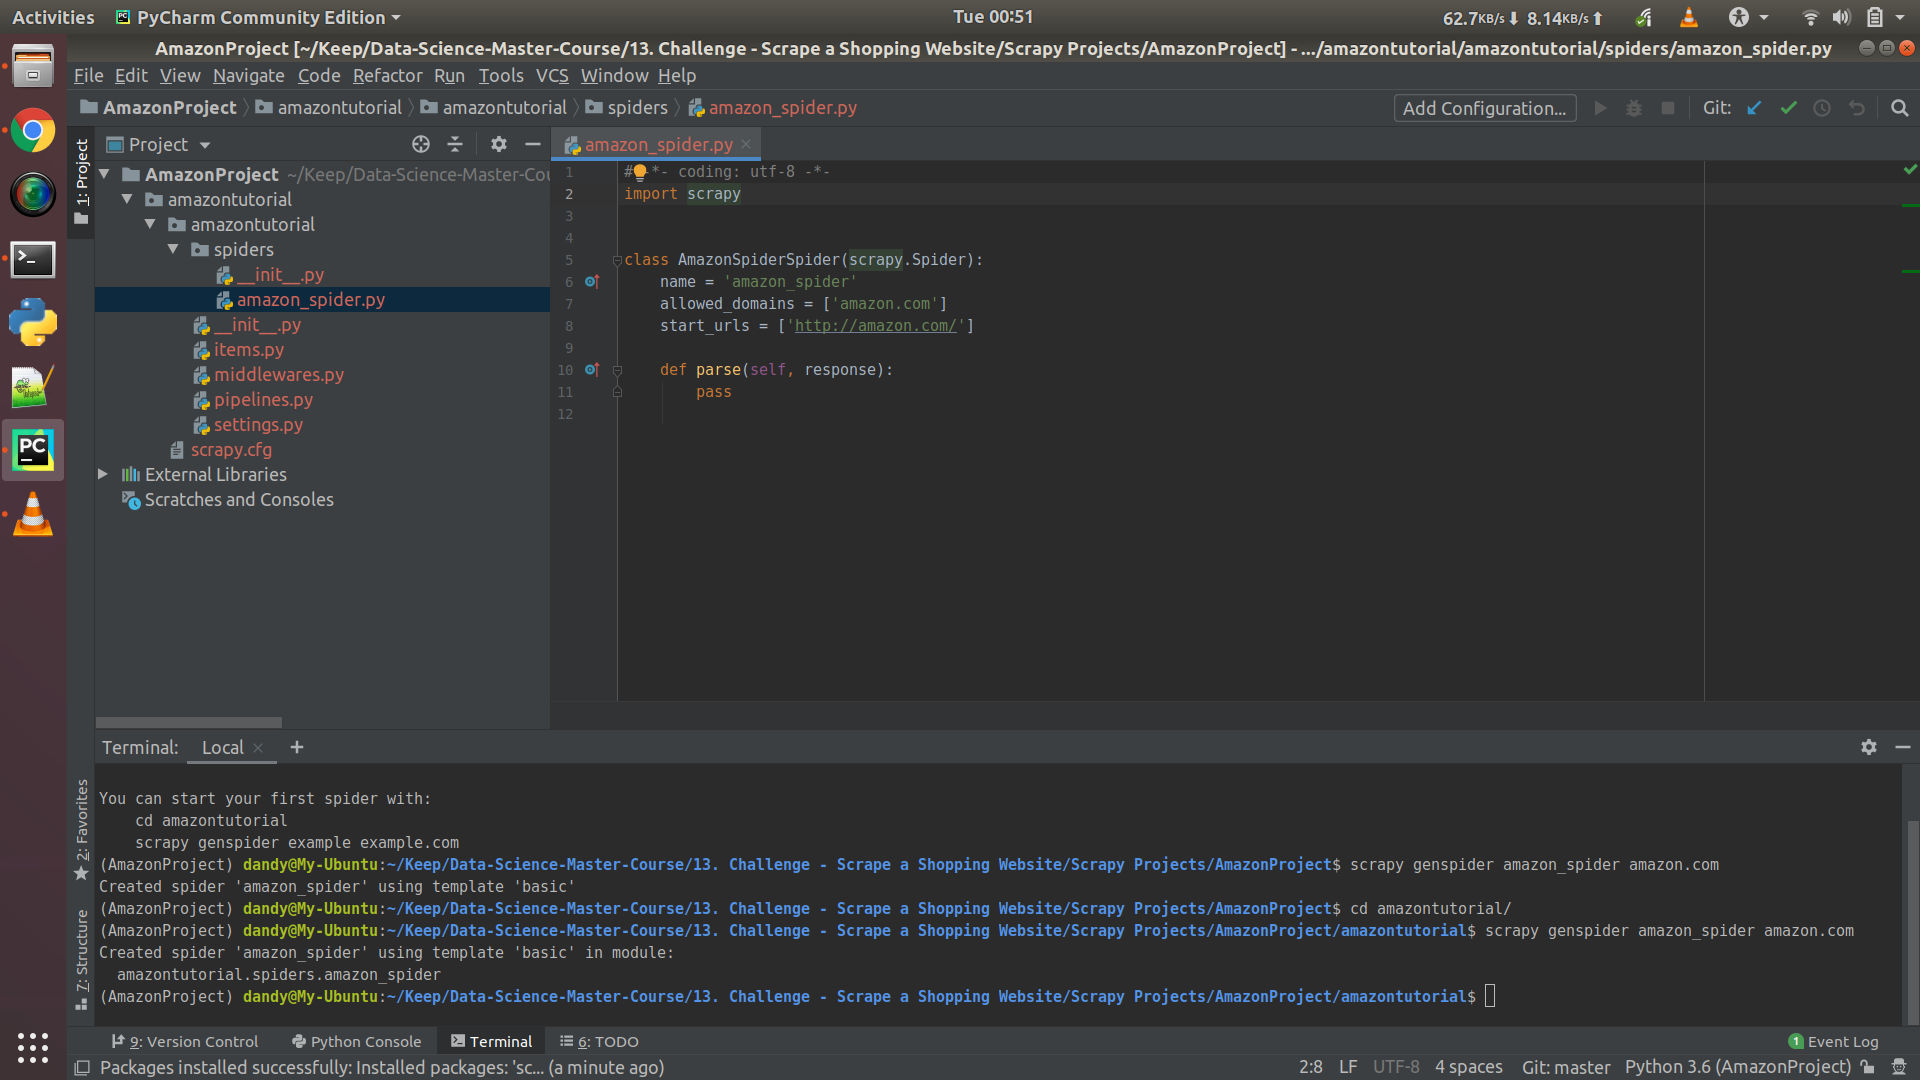 Activities PyCharm Community Edition Tue 00:51 62.7KB/s 8.14KB/s
AmazonProject [~/Keep/Data-Science-Master-Course/13. Challenge - Scrape a Shopping Website/Scrapy Projects/AmazonProject] - .../amazontutorial/amazontutorial/spiders/amazon_spider.py
File Edit View Navigate Code Refactor Run Tools VCS Window Help
AmazonProject amazontutorial amazontutorial spiders amazon_spider.py Add Configuration... Git:
1: Project
Project
AmazonProject ~/Keep/Data-Science-Master-Cou
amazontutorial
amazontutorial
spiders
__init__.py
amazon_spider.py
__init__.py
items.py
middlewares.py
pipelines.py
settings.py
scrapy.cfg
External Libraries
Scratches and Consoles
amazon_spider.py
1 # -*- coding: utf-8 -*-
2 import scrapy
3
4
5 class AmazonSpiderSpider(scrapy.Spider):
6 name = 'amazon_spider'
7 allowed_domains = ['amazon.com']
8 start_urls = ['http://amazon.com/']
9
10 def parse(self, response):
11 pass
12
Terminal: Local +
You can start your first spider with:
cd amazontutorial
scrapy genspider example example.com
(AmazonProject) dandy@My-Ubuntu:~/Keep/Data-Science-Master-Course/13. Challenge - Scrape a Shopping Website/Scrapy Projects/AmazonProject$ scrapy genspider amazon_spider amazon.com
Created spider 'amazon_spider' using template 'basic'
(AmazonProject) dandy@My-Ubuntu:~/Keep/Data-Science-Master-Course/13. Challenge - Scrape a Shopping Website/Scrapy Projects/AmazonProject$ cd amazontutorial/
(AmazonProject) dandy@My-Ubuntu:~/Keep/Data-Science-Master-Course/13. Challenge - Scrape a Shopping Website/Scrapy Projects/AmazonProject/amazontutorial$ scrapy genspider amazon_spider amazon.com
Created spider 'amazon_spider' using template 'basic' in module:
amazontutorial.spiders.amazon_spider
(AmazonProject) dandy@My-Ubuntu:~/Keep/Data-Science-Master-Course/13. Challenge - Scrape a Shopping Website/Scrapy Projects/AmazonProject/amazontutorial$
2: Favorites
7: Structure
9: Version Control Python Console Terminal 6: TODO 1 Event Log
Packages installed successfully: Installed packages: 'sc... (a minute ago) 2:8 LF UTF-8 4 spaces Git: master Python 3.6 (AmazonProject)
PC